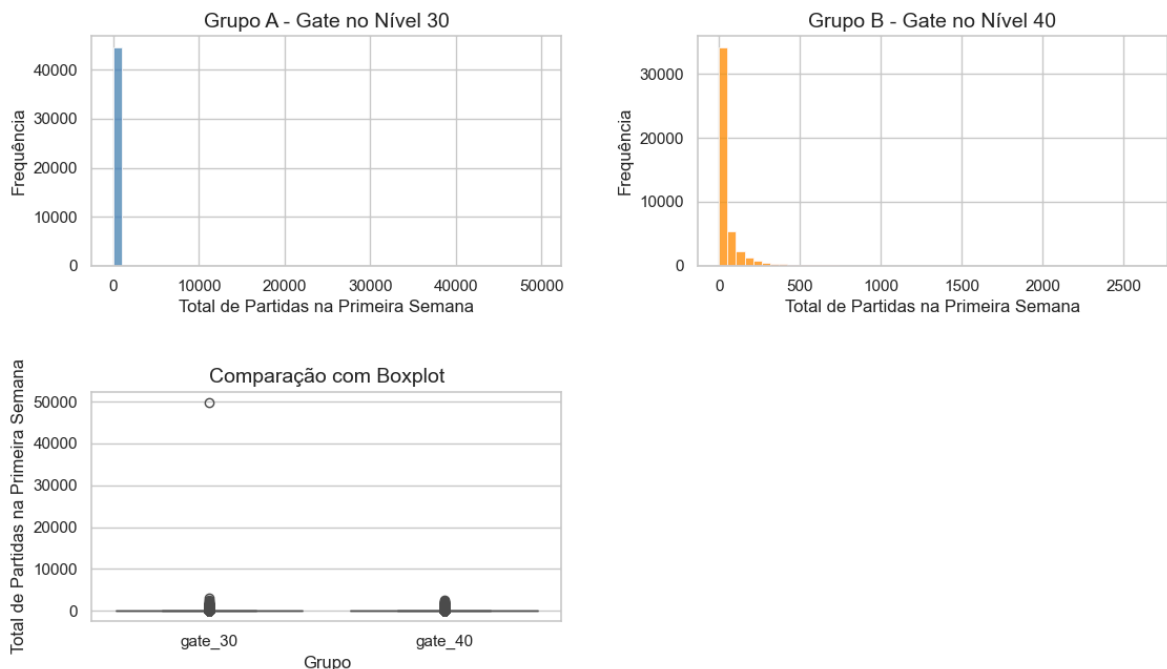 Grupo A - Gate no Nível 30
Frequência
40000
30000
20000
10000
0
0 10000 20000 30000 40000 50000
Total de Partidas na Primeira Semana
Grupo B - Gate no Nível 40
Frequência
30000
20000
10000
0
0 500 1000 1500 2000 2500
Total de Partidas na Primeira Semana
Comparação com Boxplot
Total de Partidas na Primeira Semana
50000
40000
30000
20000
10000
0
gate_30 gate_40
Grupo